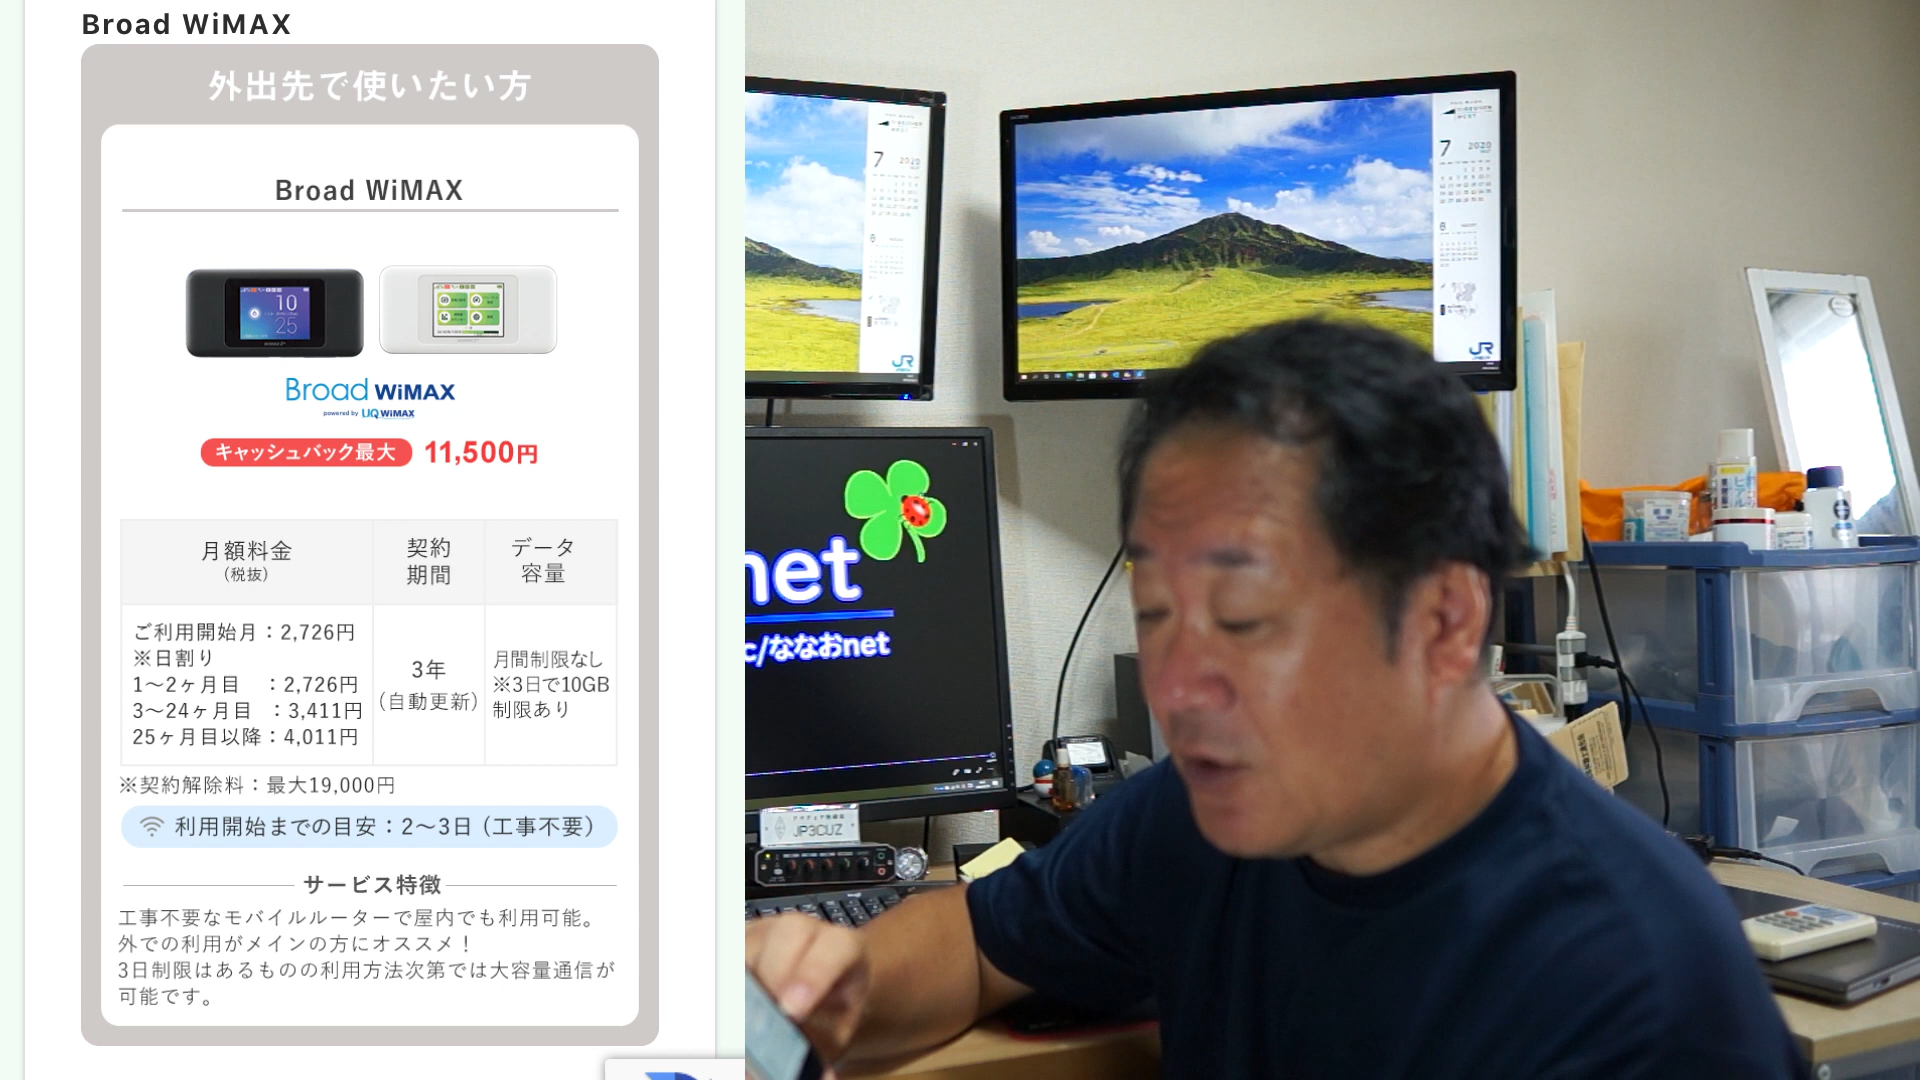 Broad WiMAX
外出先で使いたい方
Broad WiMAX
10
25
Broad WiMAX
powered by UQ WiMAX
キャッシュバック最大 11,500円
月額料金
（税抜）
契約
期間
データ
容量
ご利用開始月：2,726円
※日割り
1〜2ヶ月目 ：2,726円
3〜24ヶ月目 ：3,411円
25ヶ月目以降：4,011円
3年
（自動更新）
月間制限なし
※3日で10GB
制限あり
※契約解除料：最大19,000円
利用開始までの目安：2〜3日（工事不要）
サービス特徴
工事不要なモバイルルーターで屋内でも利用可能。
外での利用がメインの方にオススメ！
3日制限はあるものの利用方法次第では大容量通信が
可能です。
7 2020
JR
7 2020
JR
net
c/ななおnet
JP3CUZ